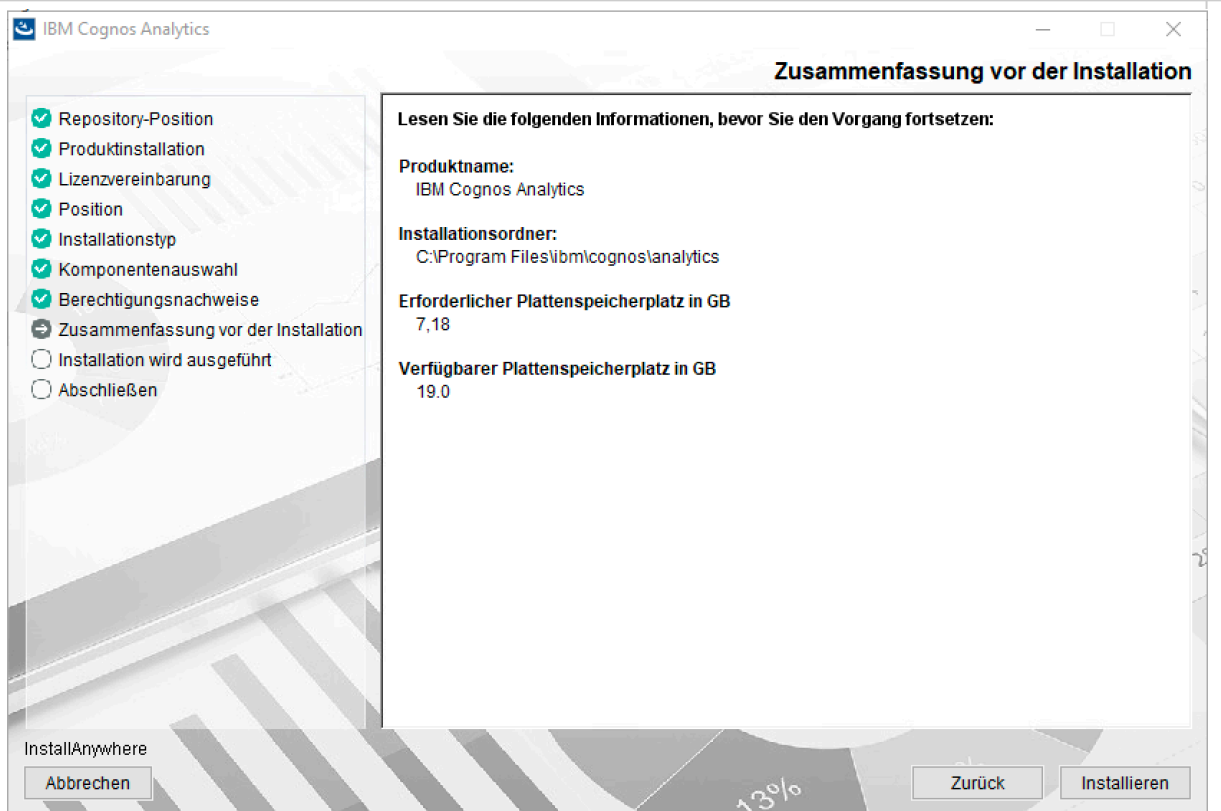 IBM Cognos Analytics
Zusammenfassung vor der Installation
Repository-Position
Produktinstallation
Lizenzvereinbarung
Position
Installationstyp
Komponentenauswahl
Berechtigungsnachweise
Zusammenfassung vor der Installation
Installation wird ausgeführt
Abschließen
Lesen Sie die folgenden Informationen, bevor Sie den Vorgang fortsetzen:
Produktname:
IBM Cognos Analytics
Installationsordner:
C:\Program Files\ibm\cognos\analytics
Erforderlicher Plattenspeicherplatz in GB
7,18
Verfügbarer Plattenspeicherplatz in GB
19.0
13%
InstallAnywhere
Abbrechen
Zurück
Installieren